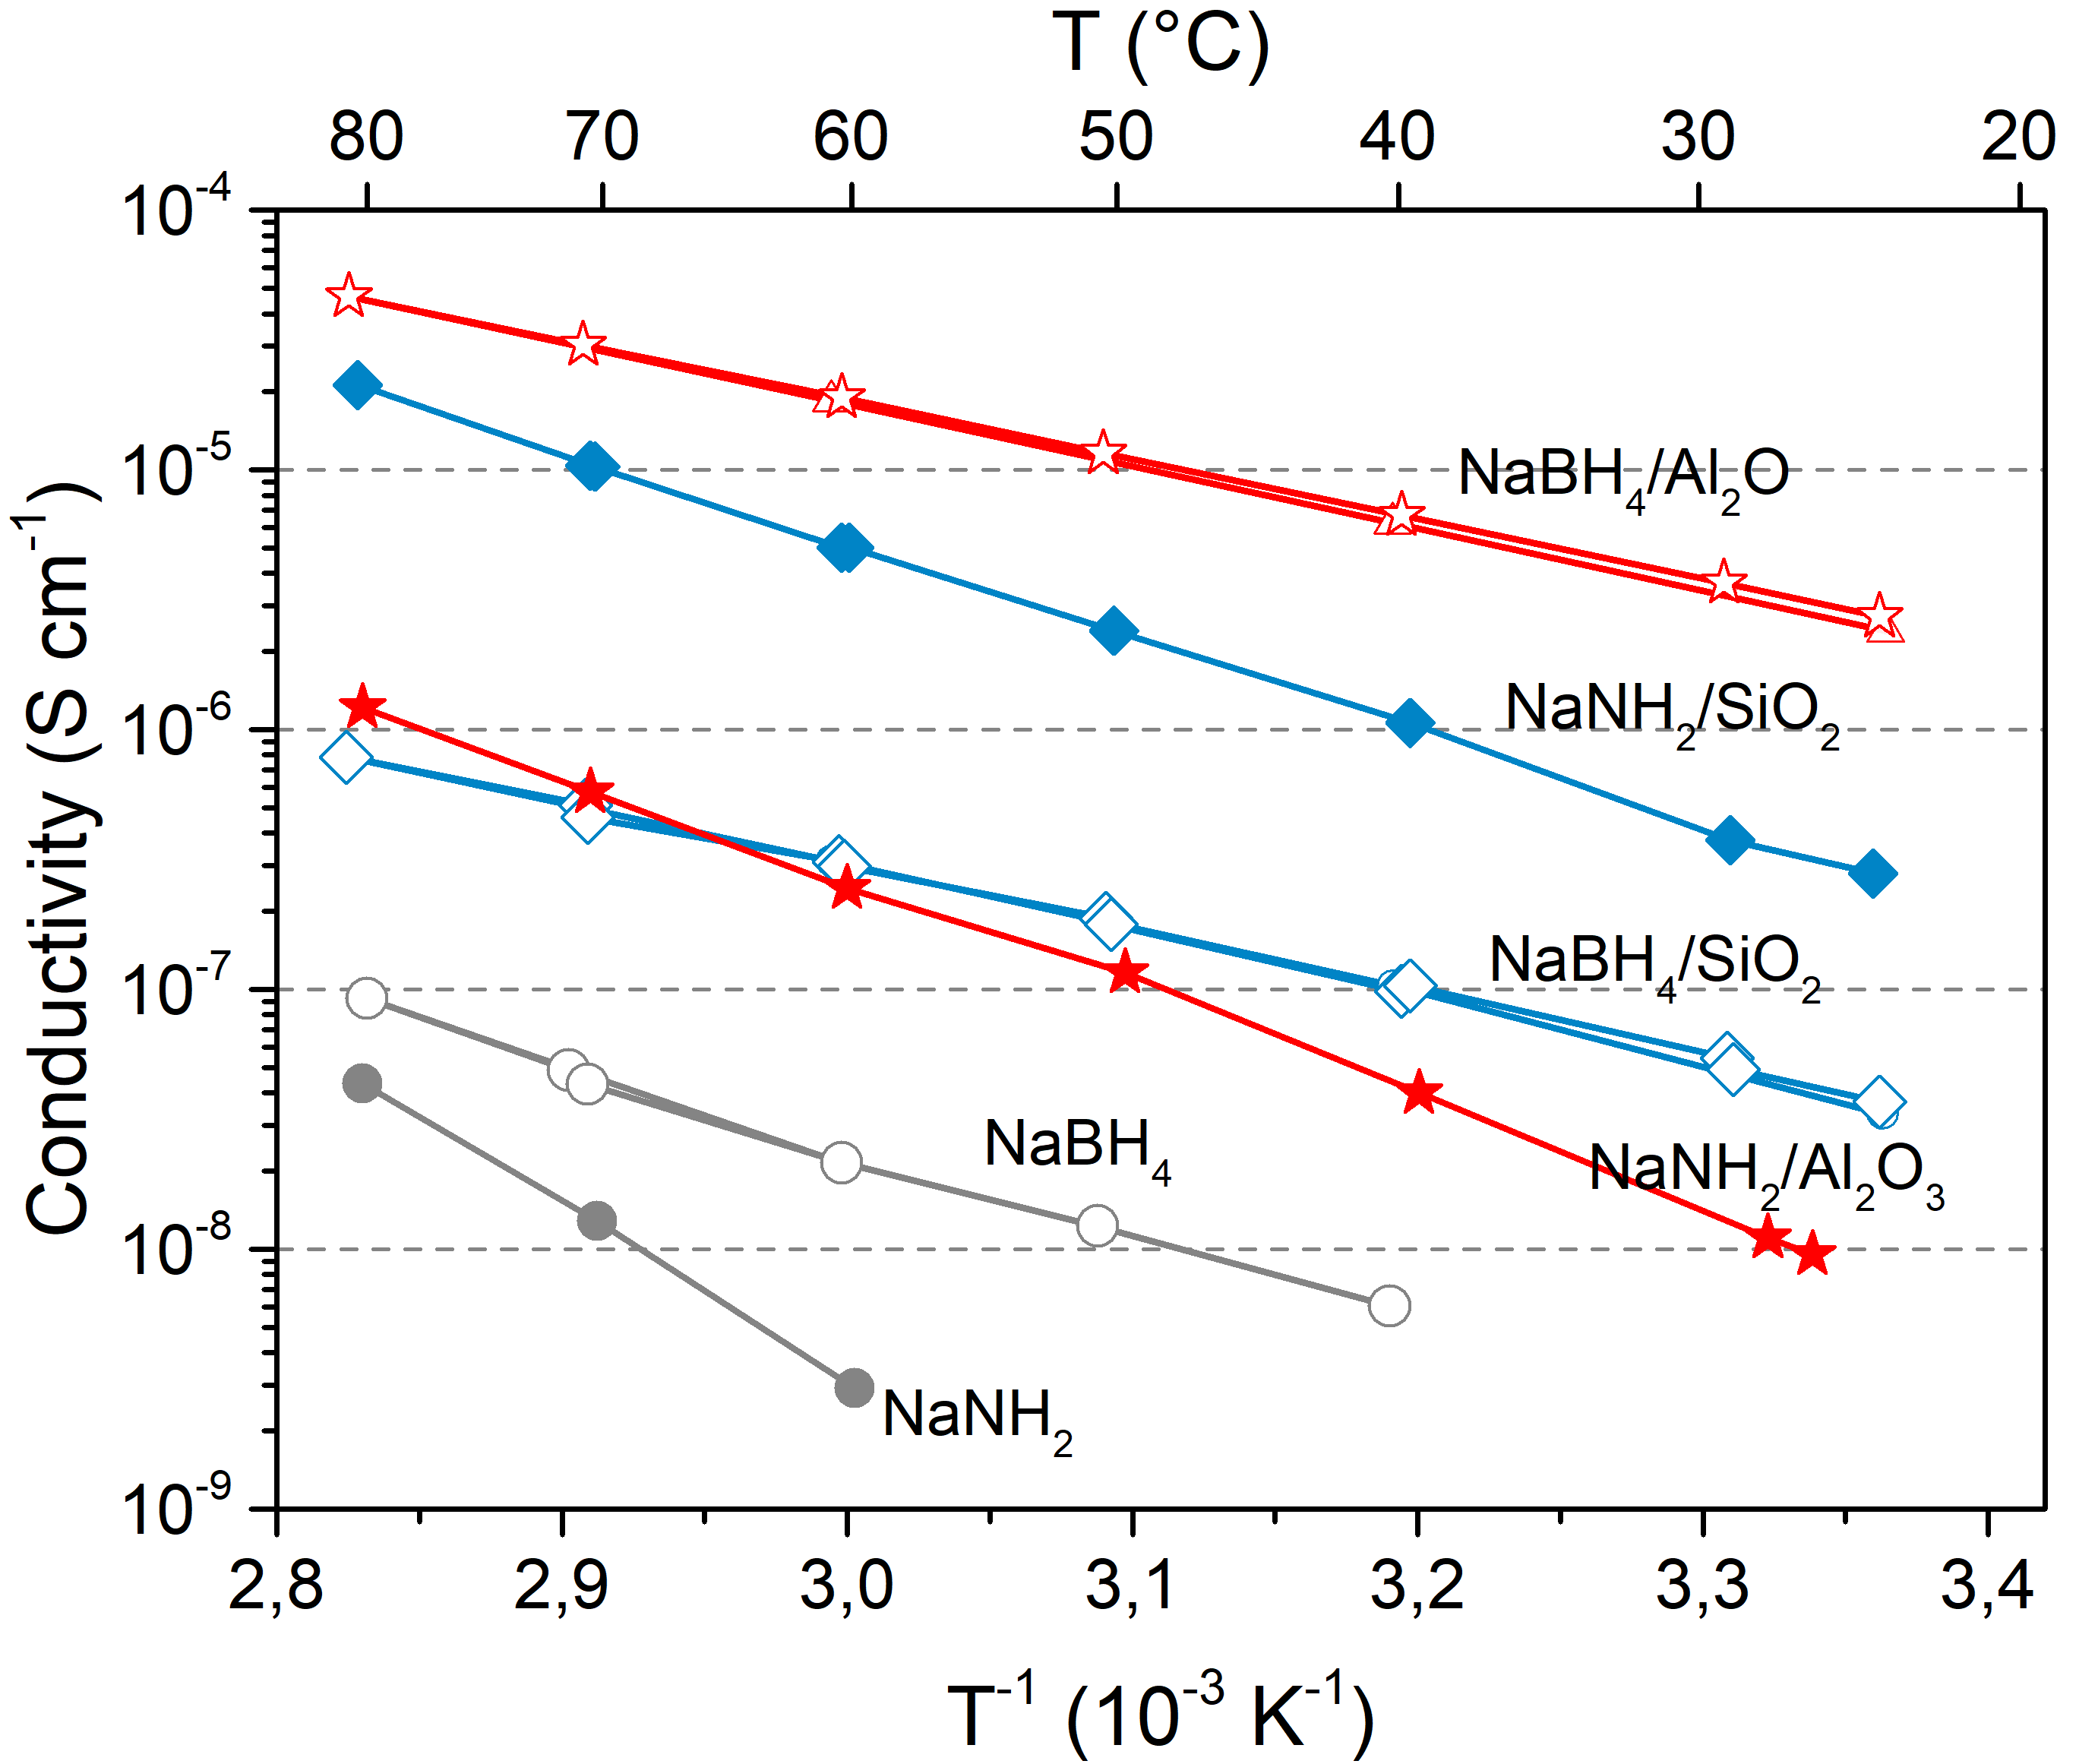 T (°C)
80 70 60 50 40 30 20
10⁻⁴
10⁻⁵
10⁻⁶
10⁻⁷
10⁻⁸
10⁻⁹
Conductivity (S cm⁻¹)
NaBH₄/Al₂O
NaNH₂/SiO₂
NaBH₄/SiO₂
NaBH₄
NaNH₂/Al₂O₃
NaNH₂
2,8 2,9 3,0 3,1 3,2 3,3 3,4
T⁻¹ (10⁻³ K⁻¹)